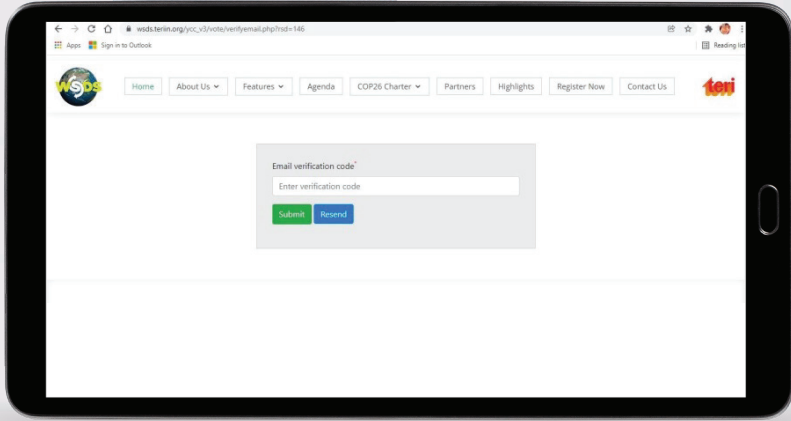 wsds.teriin.org/ycc_v3/vote/verifyemail.php?rsd=146
Apps Sign in to Outlook Reading list
WSDS Home About Us Features Agenda COP26 Charter Partners Highlights Register Now Contact Us teri
Email verification code*
Enter verification code
Submit Resend